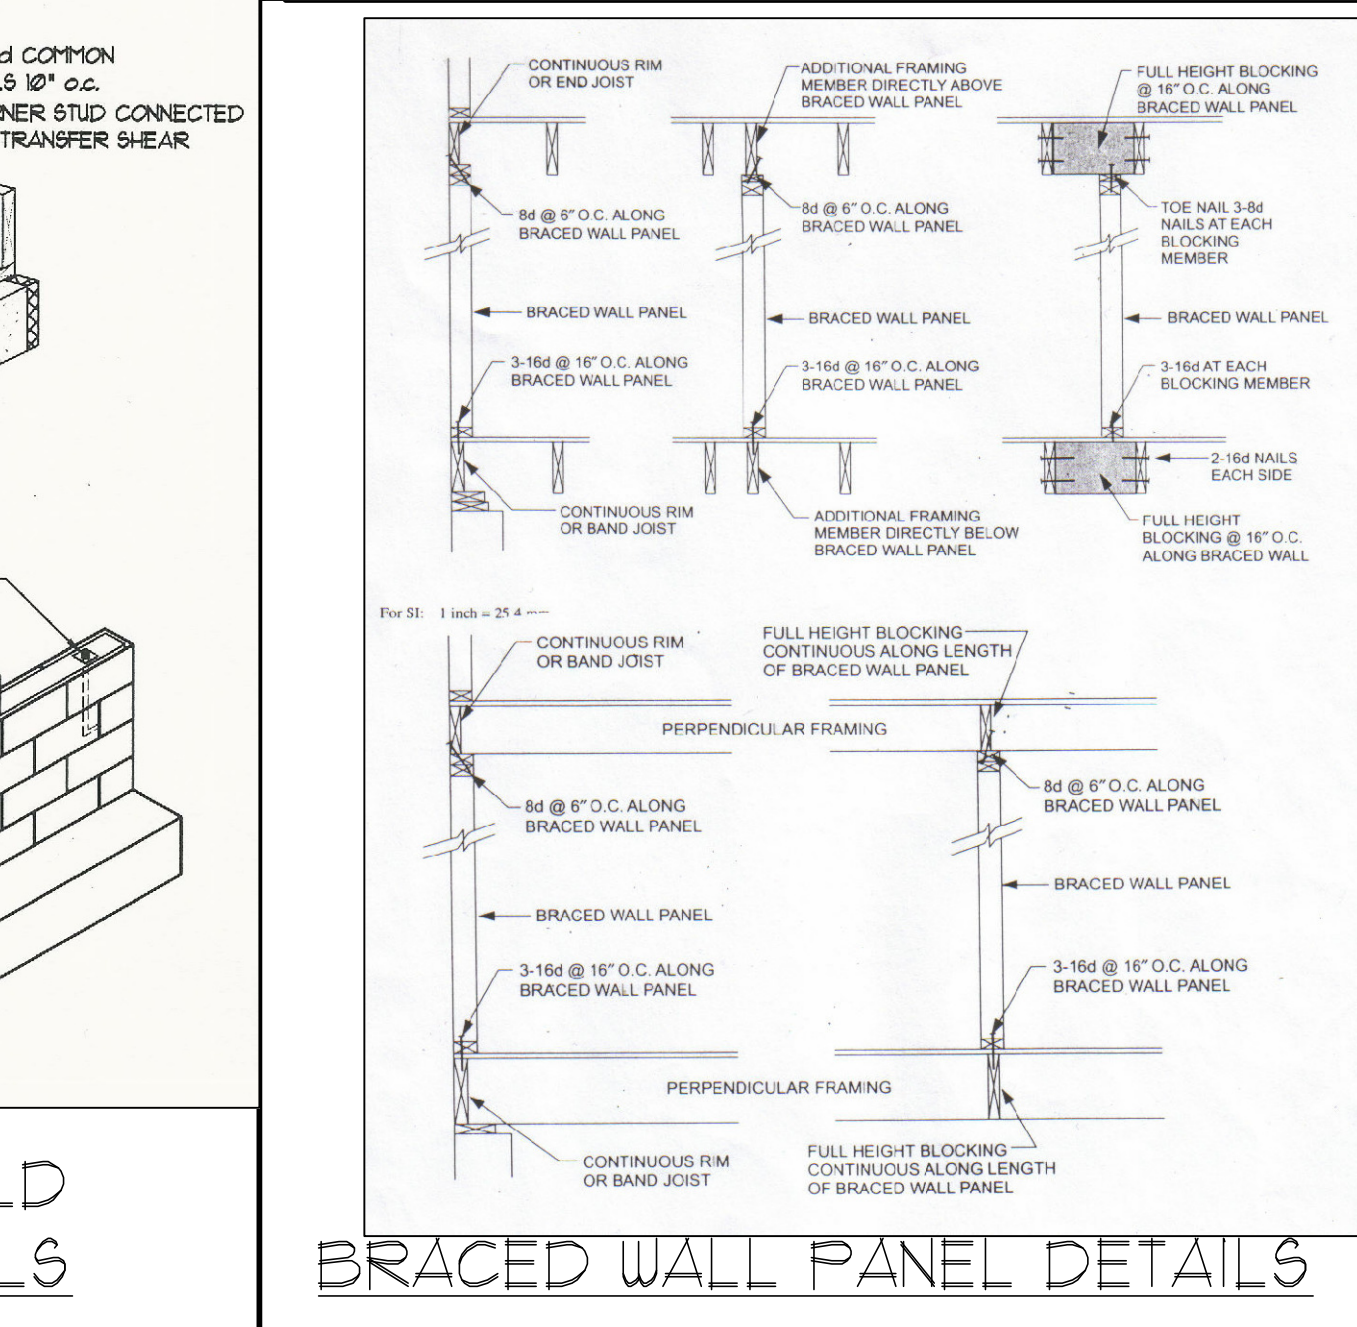 d COMMON
S 10" o.c.
NER STUD CONNECTED
TRANSFER SHEAR
LD
LS
CONTINUOUS RIM
OR END JOIST
ADDITIONAL FRAMING
MEMBER DIRECTLY ABOVE
BRACED WALL PANEL
FULL HEIGHT BLOCKING
@ 16" O.C. ALONG
BRACED WALL PANEL
8d @ 6" O.C. ALONG
BRACED WALL PANEL
8d @ 6" O.C. ALONG
BRACED WALL PANEL
TOE NAIL 3-8d
NAILS AT EACH
BLOCKING
MEMBER
BRACED WALL PANEL
BRACED WALL PANEL
BRACED WALL PANEL
3-16d @ 16" O.C. ALONG
BRACED WALL PANEL
3-16d @ 16" O.C. ALONG
BRACED WALL PANEL
3-16d AT EACH
BLOCKING MEMBER
2-16d NAILS
EACH SIDE
CONTINUOUS RIM
OR BAND JOIST
ADDITIONAL FRAMING
MEMBER DIRECTLY BELOW
BRACED WALL PANEL
FULL HEIGHT
BLOCKING @ 16" O.C.
ALONG BRACED WALL
For SI: 1 inch = 25.4 mm
CONTINUOUS RIM
OR BAND JOIST
FULL HEIGHT BLOCKING
CONTINUOUS ALONG LENGTH
OF BRACED WALL PANEL
PERPENDICULAR FRAMING
8d @ 6" O.C. ALONG
BRACED WALL PANEL
8d @ 6" O.C. ALONG
BRACED WALL PANEL
BRACED WALL PANEL
BRACED WALL PANEL
3-16d @ 16" O.C. ALONG
BRACED WALL PANEL
3-16d @ 16" O.C. ALONG
BRACED WALL PANEL
PERPENDICULAR FRAMING
CONTINUOUS RIM
OR BAND JOIST
FULL HEIGHT BLOCKING
CONTINUOUS ALONG LENGTH
OF BRACED WALL PANEL
BRACED WALL PANEL DETAILS